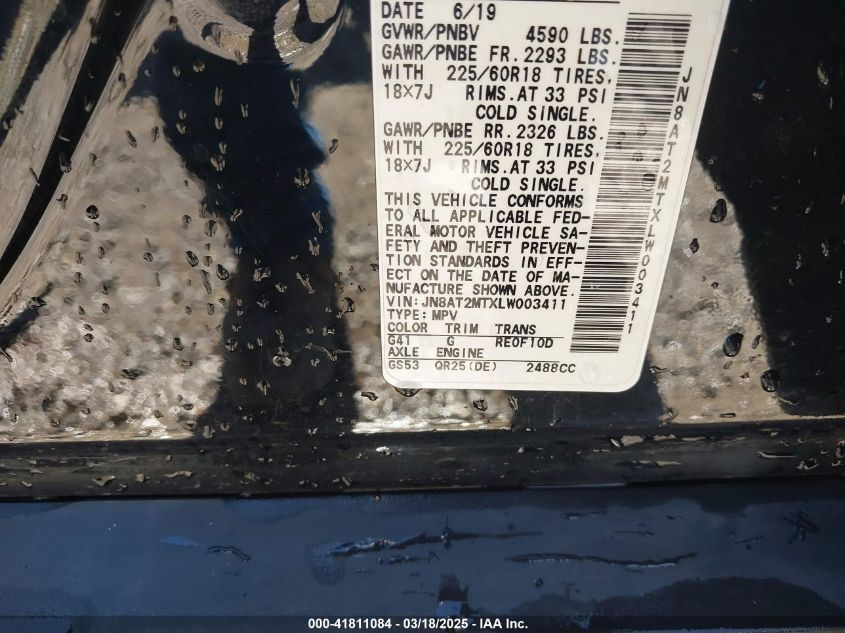 DATE 6/19
GVWR/PNBV 4590 LBS.
GAWR/PNBE FR. 2293 LBS.
WITH 225/60R18 TIRES,
18×7J RIMS. AT 33 PSI
COLD SINGLE.
GAWR/PNBE RR. 2326 LBS.
WITH 225/60R18 TIRES,
18×7J RIMS. AT 33 PSI
COLD SINGLE.
THIS VEHICLE CONFORMS
TO ALL APPLICABLE FED-
ERAL MOTOR VEHICLE SA-
FETY AND THEFT PREVEN-
TION STANDARDS IN EFF-
ECT ON THE DATE OF MA-
NUFACTURE SHOWN ABOVE.
VIN: JN8AT2MTXLW003411
TYPE: MPV
COLOR TRIM TRANS
G41 G RE0F10D
AXLE ENGINE
GS53 QR25(DE) 2488CC
JN8AT2MTXLW003411
000-41811084 - 03/18/2025 - IAA Inc.